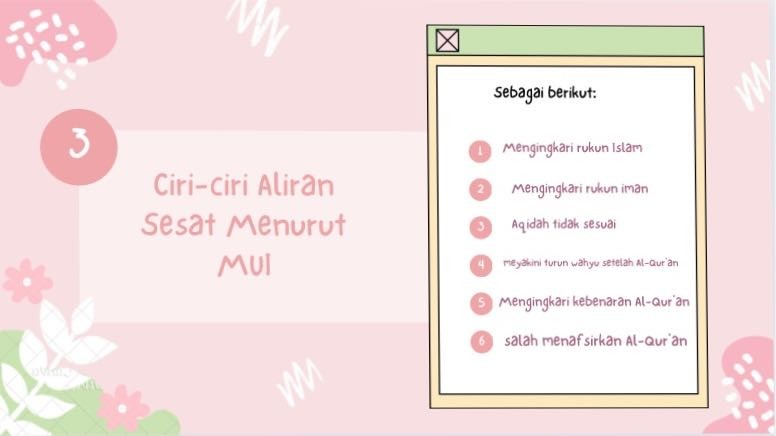 3
Ciri-ciri Aliran
Sesat Menurut
MUI
Sebagai berikut:
1 Mengingkari rukun Islam
2 Mengingkari rukun iman
3 Aqidah tidak sesuai
4 meyakini turun wahyu setelah Al-Qur'an
5 Mengingkari kebenaran Al-Qur'an
6 salah menafsirkan Al-Qur'an